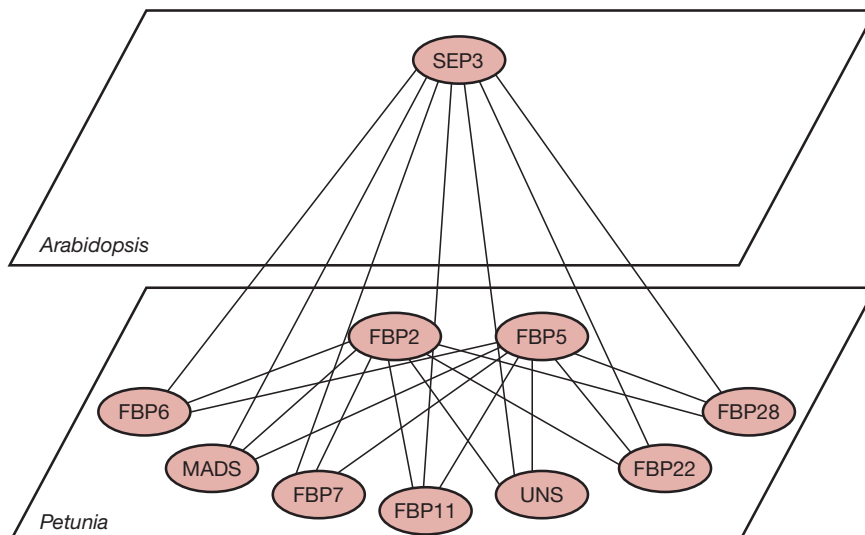 SEP3
Arabidopsis
FBP2
FBP5
FBP6
FBP28
MADS
FBP22
FBP7
UNS
FBP11
Petunia